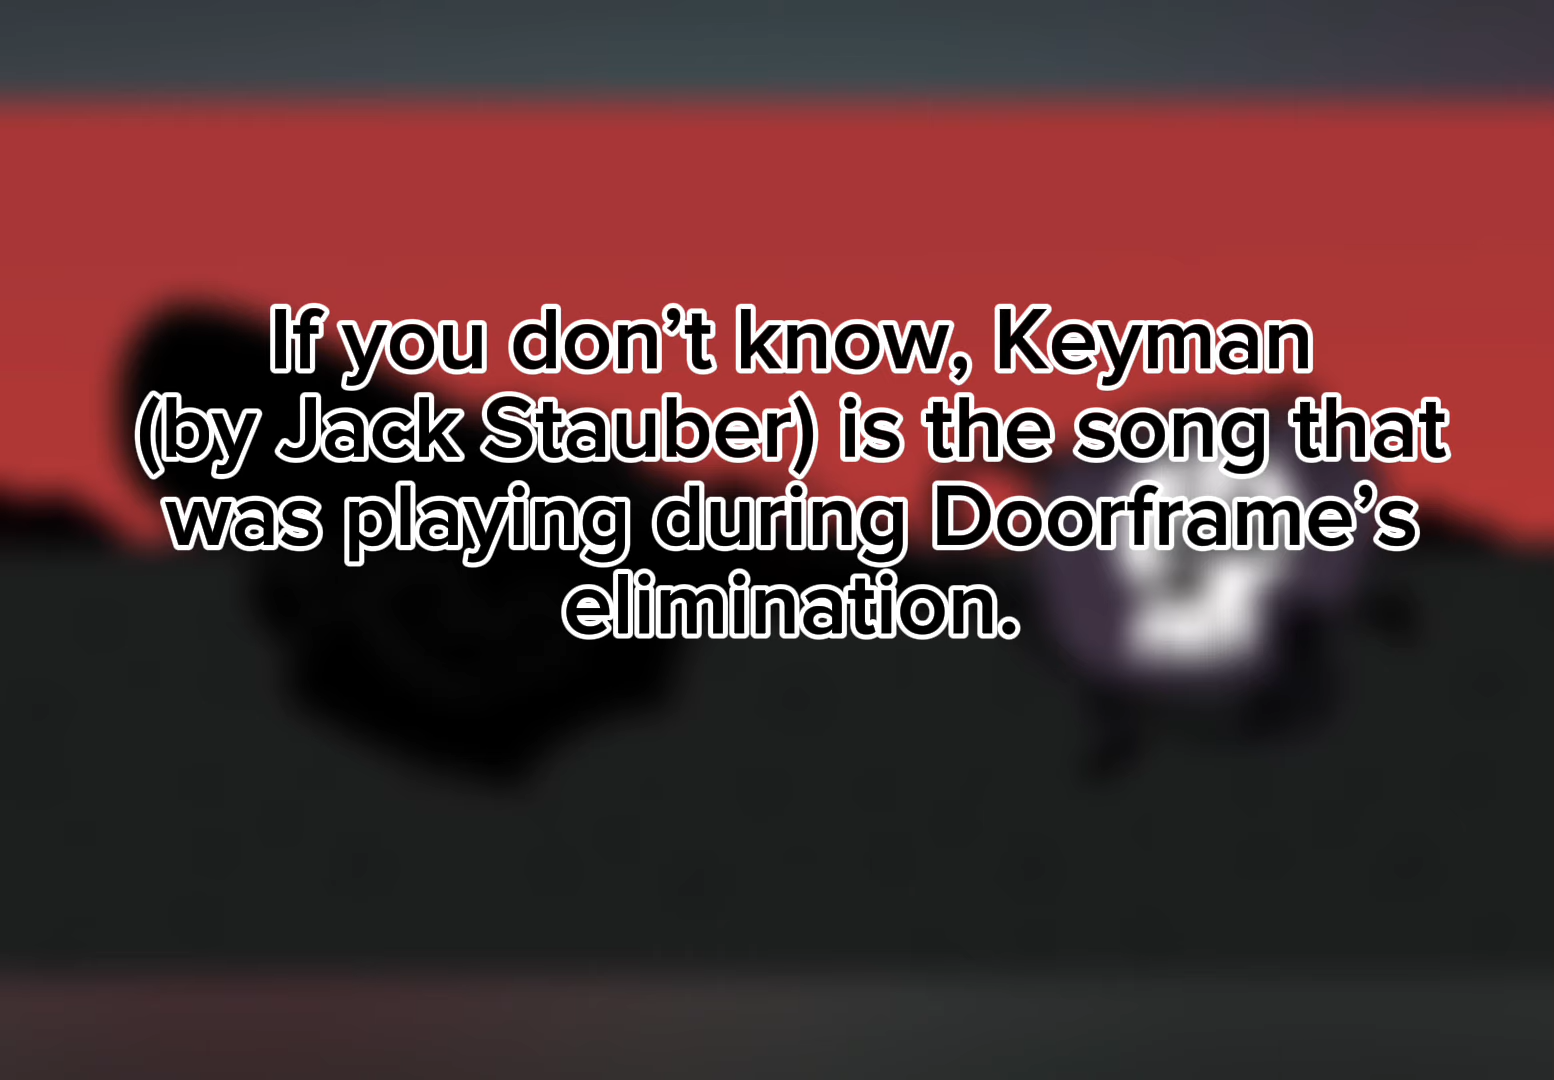 If you don’t know, Keyman
(by Jack Stauber) is the song that
was playing during Doorframe’s
elimination.